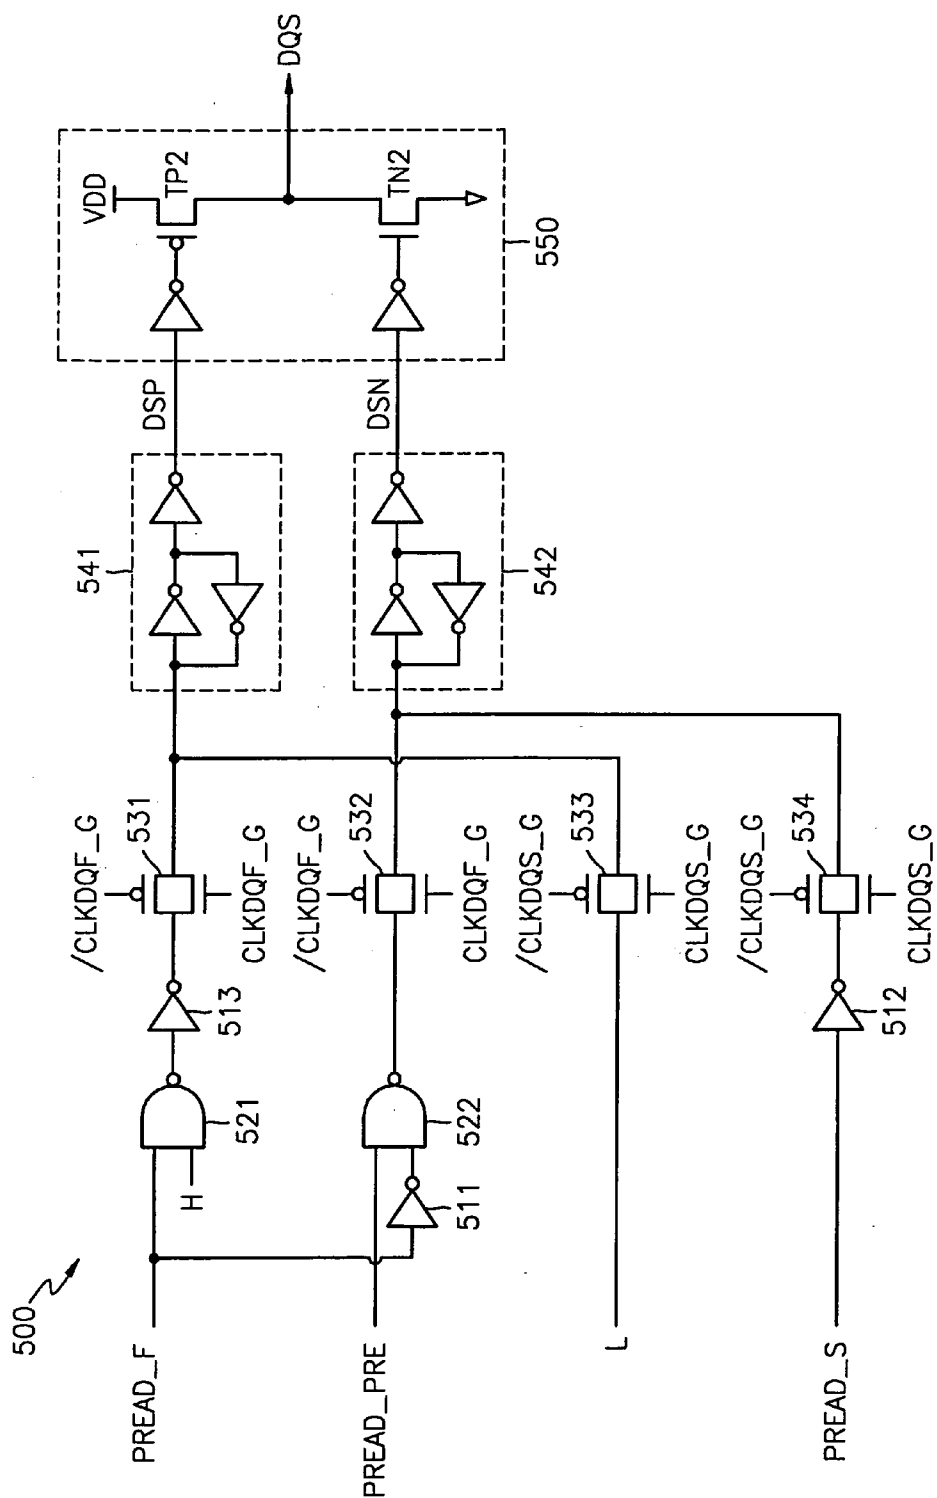 500
PREAD_F
H
521
513
/CLKDQF_G
531
CLKDQF_G
541
DSP
VDD
TP2
DQS
PREAD_PRE
511
522
/CLKDQF_G
532
CLKDQF_G
542
DSN
TN2
550
L
/CLKDQS_G
533
CLKDQS_G
PREAD_S
512
/CLKDQS_G
534
CLKDQS_G